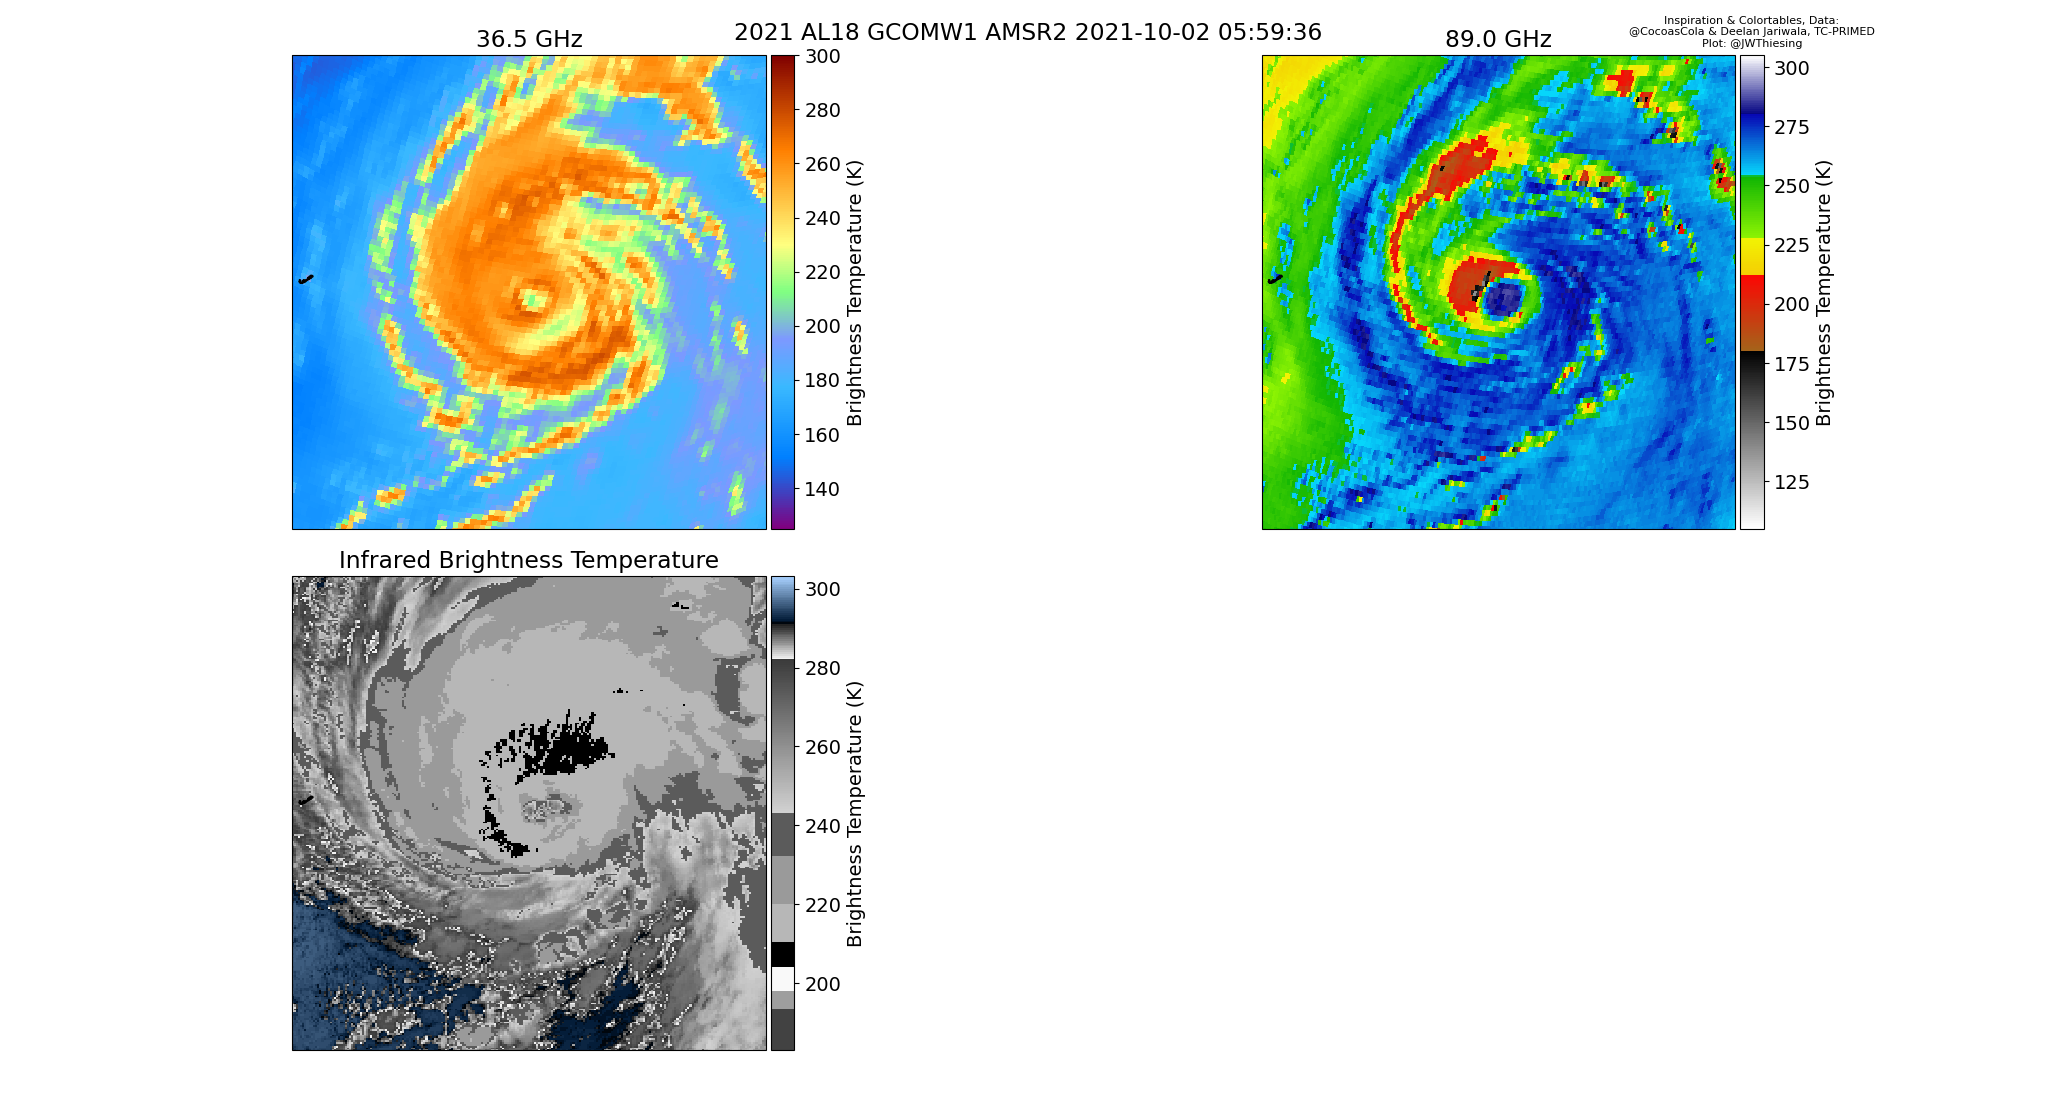 2021 AL18 GCOMW1 AMSR2 2021-10-02 05:59:36
Inspiration & Colortables, Data:
@CocoasCola & Deelan Jariwala, TC-PRIMED
Plot: @JWThiesing
36.5 GHz
300
280
260
240
220
200
180
160
140
Brightness Temperature (K)
89.0 GHz
300
275
250
225
200
175
150
125
Brightness Temperature (K)
Infrared Brightness Temperature
300
280
260
240
220
200
Brightness Temperature (K)